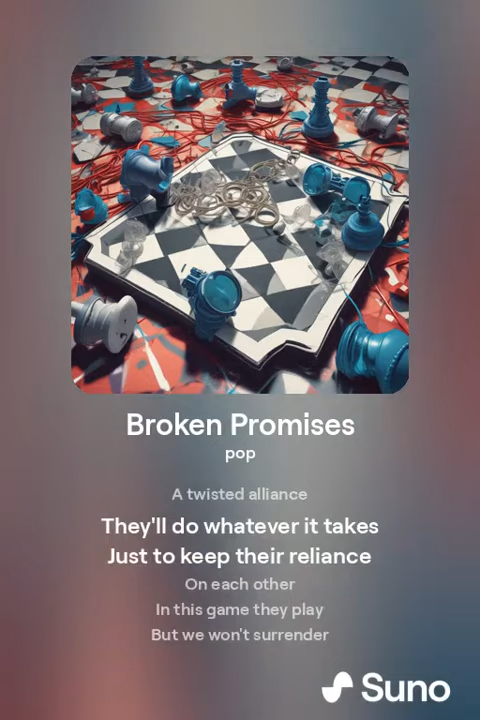 Broken Promises
pop
A twisted alliance
They'll do whatever it takes
Just to keep their reliance
On each other
In this game they play
But we won't surrender
Suno